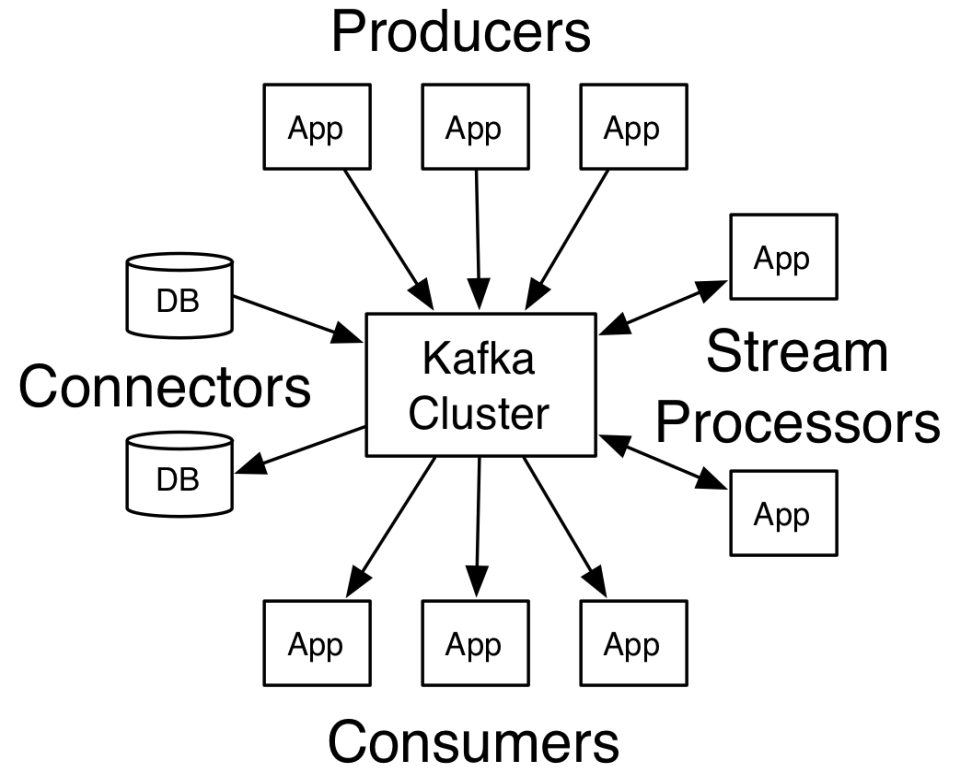 Producers
App
App
App
App
DB
Kafka
Cluster
Stream
Processors
Connectors
DB
App
App
App
App
Consumers